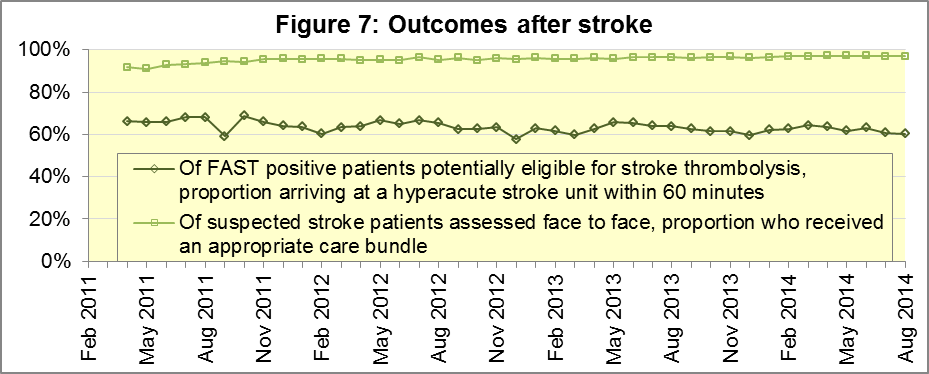 Figure 7: Outcomes after stroke
100%
80%
60%
40%
20%
0%
Of FAST positive patients potentially eligible for stroke thrombolysis,
proportion arriving at a hyperacute stroke unit within 60 minutes
Of suspected stroke patients assessed face to face, proportion who received
an appropriate care bundle
Feb 2011
May 2011
Aug 2011
Nov 2011
Feb 2012
May 2012
Aug 2012
Nov 2012
Feb 2013
May 2013
Aug 2013
Nov 2013
Feb 2014
May 2014
Aug 2014